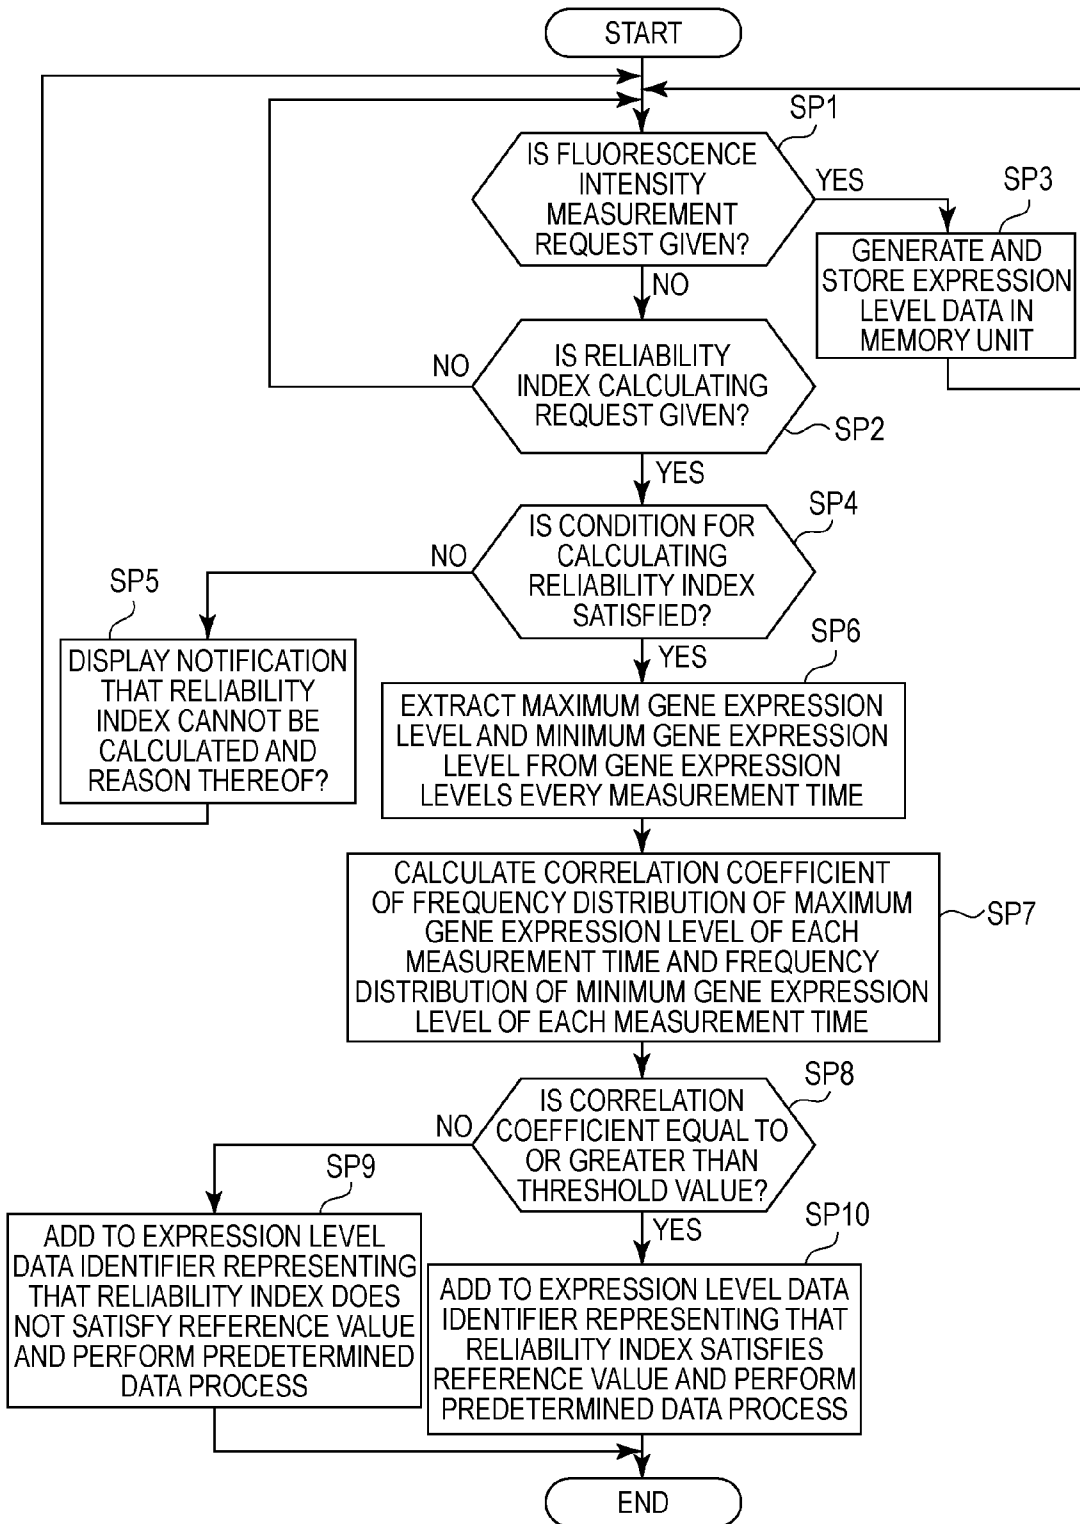 START
SP1
IS FLUORESCENCE
INTENSITY
MEASUREMENT
REQUEST GIVEN?
YES
SP3
GENERATE AND
STORE EXPRESSION
LEVEL DATA IN
MEMORY UNIT
NO
NO
IS RELIABILITY
INDEX CALCULATING
REQUEST GIVEN?
SP2
YES
SP4
IS CONDITION FOR
CALCULATING
RELIABILITY INDEX
SATISFIED?
NO
SP5
DISPLAY NOTIFICATION
THAT RELIABILITY
INDEX CANNOT BE
CALCULATED AND
REASON THEREOF?
YES
SP6
EXTRACT MAXIMUM GENE EXPRESSION
LEVEL AND MINIMUM GENE EXPRESSION
LEVEL FROM GENE EXPRESSION
LEVELS EVERY MEASUREMENT TIME
CALCULATE CORRELATION COEFFICIENT
OF FREQUENCY DISTRIBUTION OF MAXIMUM
GENE EXPRESSION LEVEL OF EACH
MEASUREMENT TIME AND FREQUENCY
DISTRIBUTION OF MINIMUM GENE EXPRESSION
LEVEL OF EACH MEASUREMENT TIME
SP7
SP8
IS CORRELATION
COEFFICIENT EQUAL TO
OR GREATER THAN
THRESHOLD VALUE?
NO
SP9
ADD TO EXPRESSION LEVEL
DATA IDENTIFIER REPRESENTING
THAT RELIABILITY INDEX DOES
NOT SATISFY REFERENCE VALUE
AND PERFORM PREDETERMINED
DATA PROCESS
YES
SP10
ADD TO EXPRESSION LEVEL DATA
IDENTIFIER REPRESENTING THAT
RELIABILITY INDEX SATISFIES
REFERENCE VALUE AND PERFORM
PREDETERMINED DATA PROCESS
END